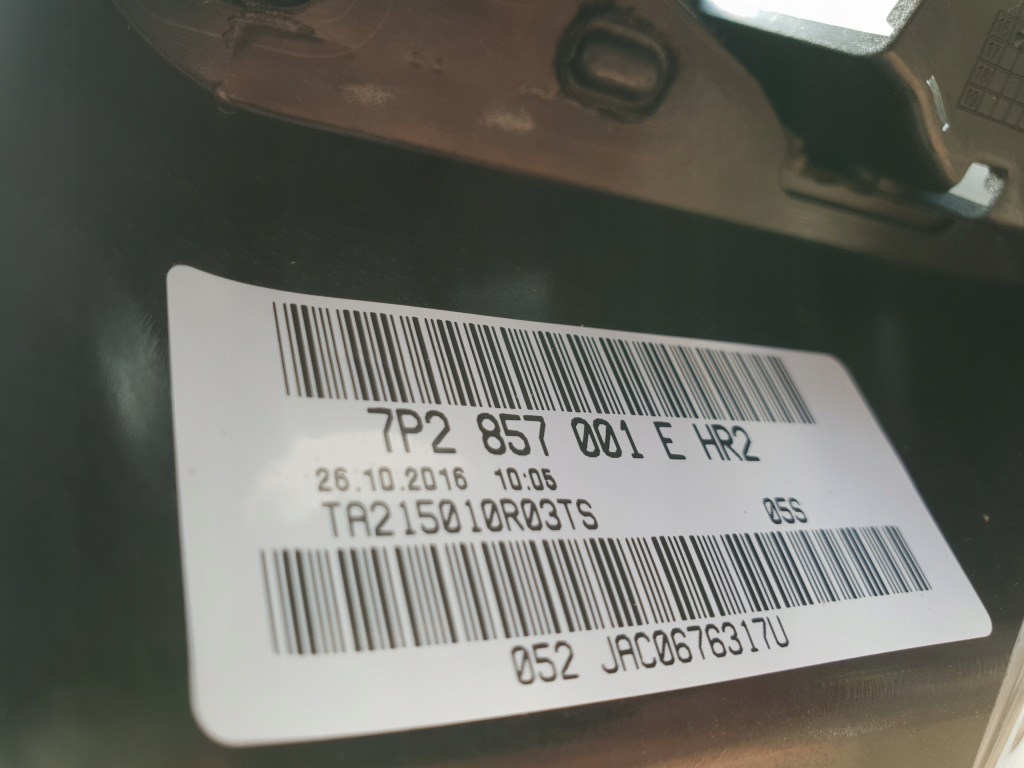 7P2 857 001 E HR2
26.10.2016 10:05
TA215010R03TS 05S
052 JAC0676317U